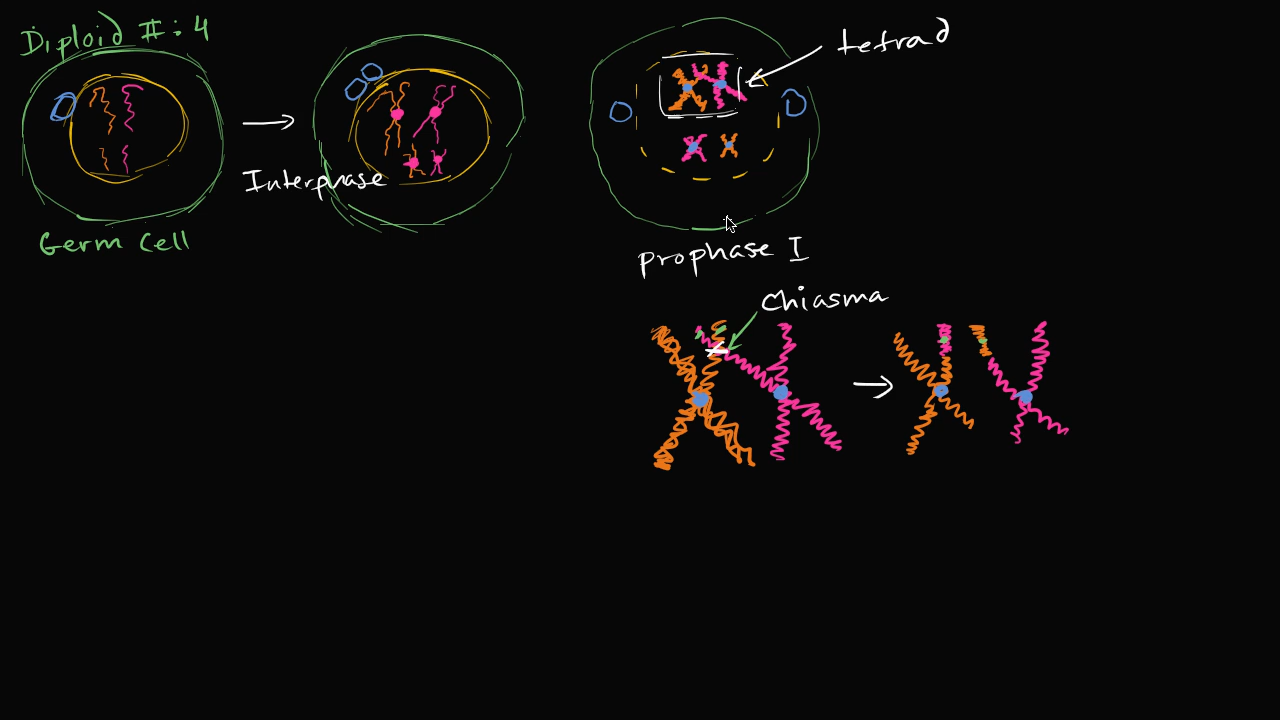 Diploid #: 4
tetrad
Interphase
Germ Cell
prophase I
Chiasma